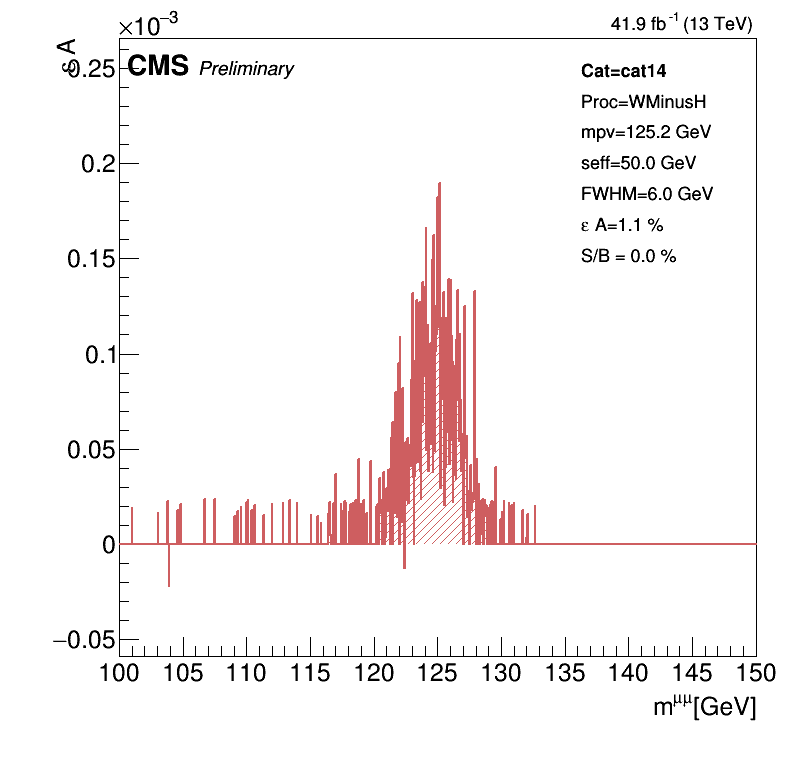 ×10⁻³
41.9 fb⁻¹ (13 TeV)
ε A
CMS Preliminary
Cat=cat14
Proc=WMinusH
mpv=125.2 GeV
seff=50.0 GeV
FWHM=6.0 GeV
ε A=1.1 %
S/B = 0.0 %
0.25
0.2
0.15
0.1
0.05
0
−0.05
100 105 110 115 120 125 130 135 140 145 150
m^μμ[GeV]